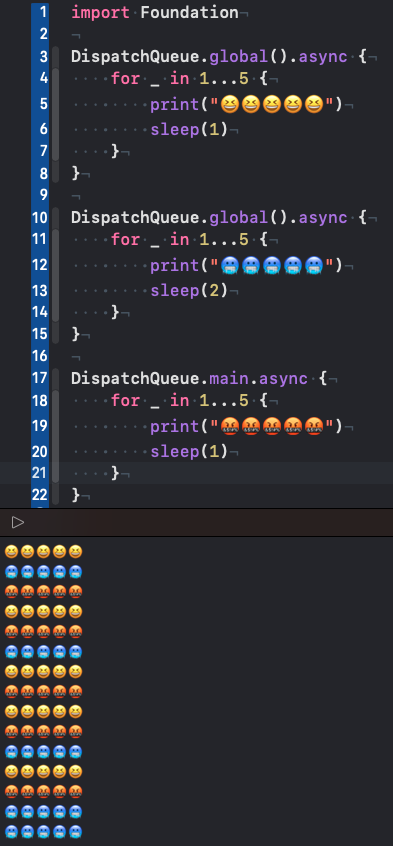 1 import Foundation
2
3 DispatchQueue.global().async {
4     for _ in 1...5 {
5         print("😆😆😆😆😆")
6         sleep(1)
7     }
8 }
9
10 DispatchQueue.global().async {
11     for _ in 1...5 {
12         print("🥶🥶🥶🥶🥶")
13         sleep(2)
14     }
15 }
16
17 DispatchQueue.main.async {
18     for _ in 1...5 {
19         print("🤬🤬🤬🤬🤬")
20         sleep(1)
21     }
22 }
😆😆😆😆😆
🥶🥶🥶🥶🥶
🤬🤬🤬🤬🤬
😆😆😆😆😆
🤬🤬🤬🤬🤬
🥶🥶🥶🥶🥶
😆😆😆😆😆
🤬🤬🤬🤬🤬
😆😆😆😆😆
🤬🤬🤬🤬🤬
🥶🥶🥶🥶🥶
😆😆😆😆😆
🤬🤬🤬🤬🤬
🥶🥶🥶🥶🥶
🥶🥶🥶🥶🥶